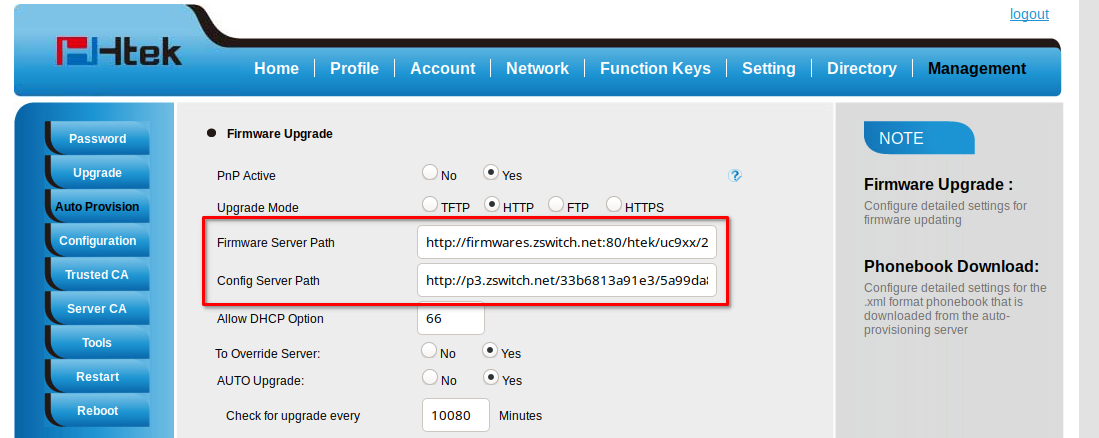 logout
Htek
Home Profile Account Network Function Keys Setting Directory Management
Password
Upgrade
Auto Provision
Configuration
Trusted CA
Server CA
Tools
Restart
Reboot
Firmware Upgrade
PnP Active No Yes
Upgrade Mode TFTP HTTP FTP HTTPS
Firmware Server Path http://firmwares.zswitch.net:80/htek/uc9xx/2
Config Server Path http://p3.zswitch.net/33b6813a91e3/5a99da
Allow DHCP Option 66
To Override Server: No Yes
AUTO Upgrade: No Yes
Check for upgrade every 10080 Minutes
NOTE
Firmware Upgrade :
Configure detailed settings for
firmware updating
Phonebook Download:
Configure detailed settings for the
.xml format phonebook that is
downloaded from the auto-
provisioning server